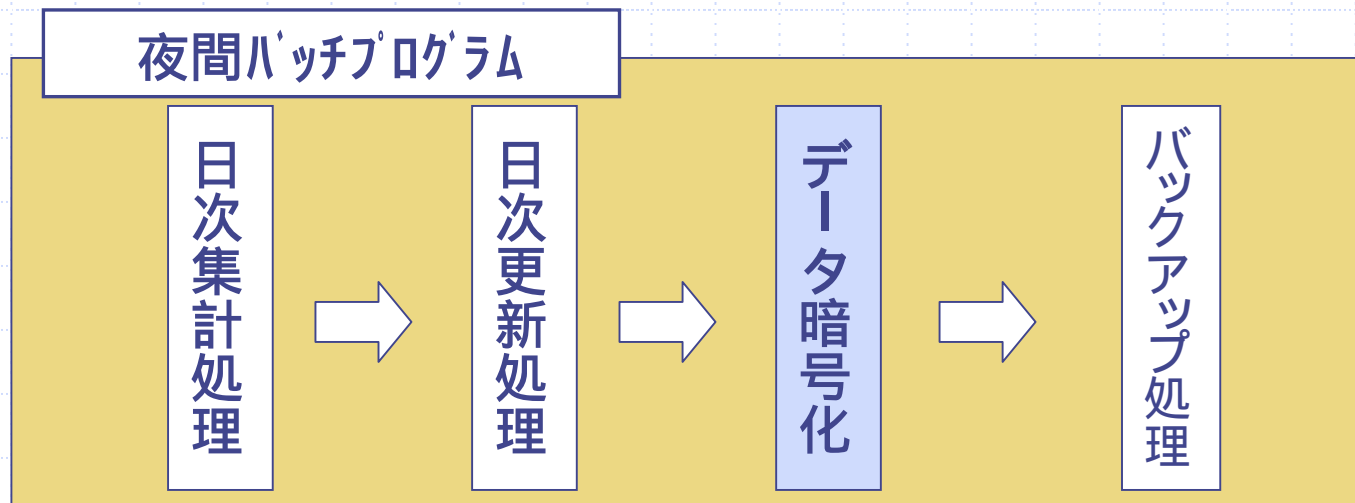 夜間ﾊﾞｯﾁﾌﾟﾛｸﾞﾗﾑ
日次集計処理
日次更新処理
データ暗号化
バックアップ処理